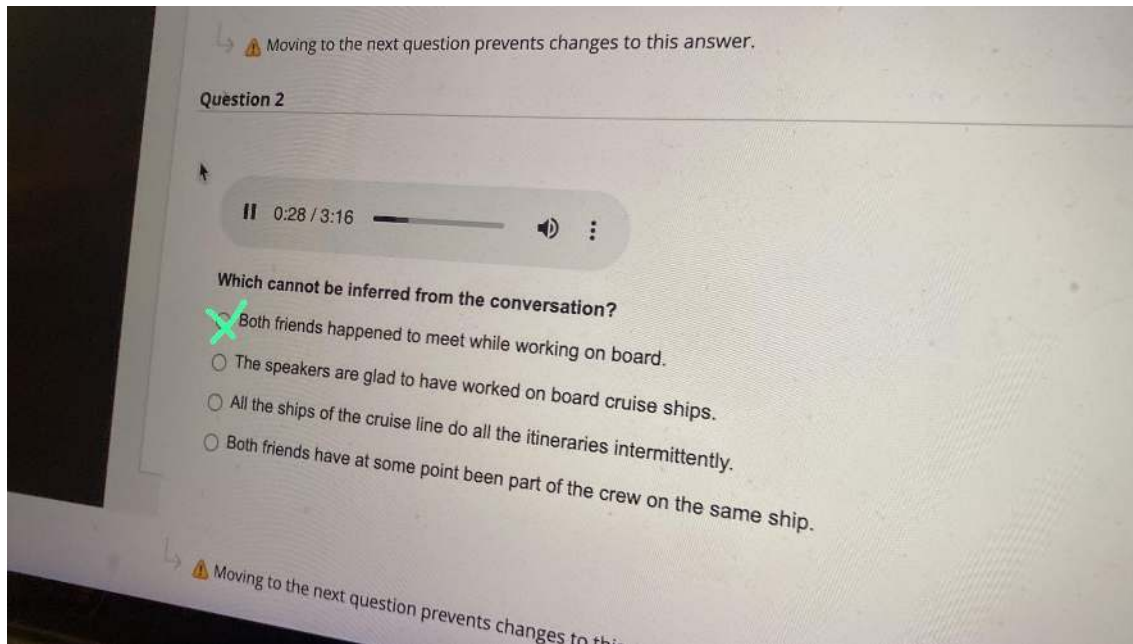 Moving to the next question prevents changes to this answer.
Question 2
0:28 / 3:16
Which cannot be inferred from the conversation?
Both friends happened to meet while working on board.
The speakers are glad to have worked on board cruise ships.
All the ships of the cruise line do all the itineraries intermittently.
Both friends have at some point been part of the crew on the same ship.
Moving to the next question prevents changes to